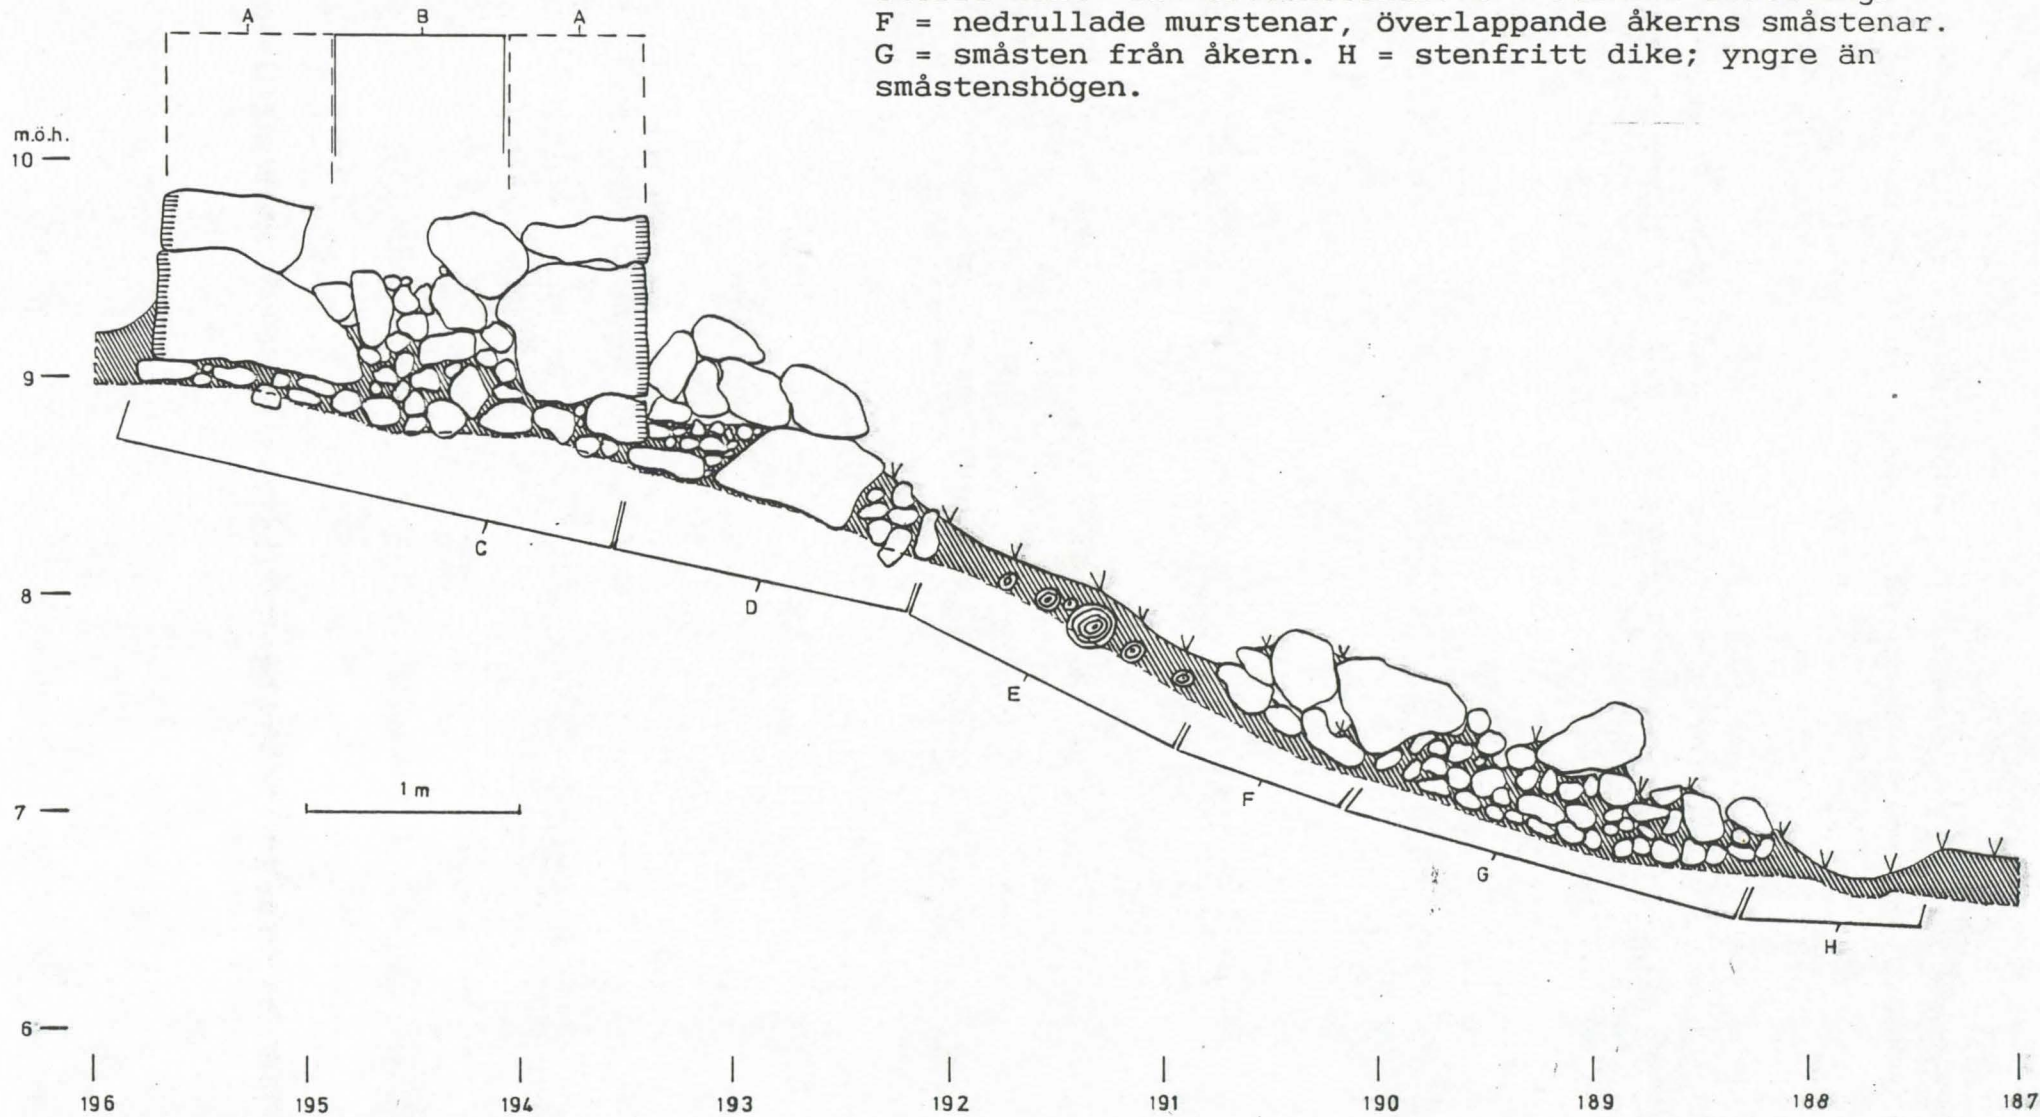 F = nedrullade murstenar, överlappande åkerns småstenar.
G = småsten från åkern. H = stenfritt dike; yngre än
småstenshögen.
A B A
m.ö.h.
10
9
8
7
6
C
D
E
F
G
H
1 m
196 195 194 193 192 191 190 189 188 187